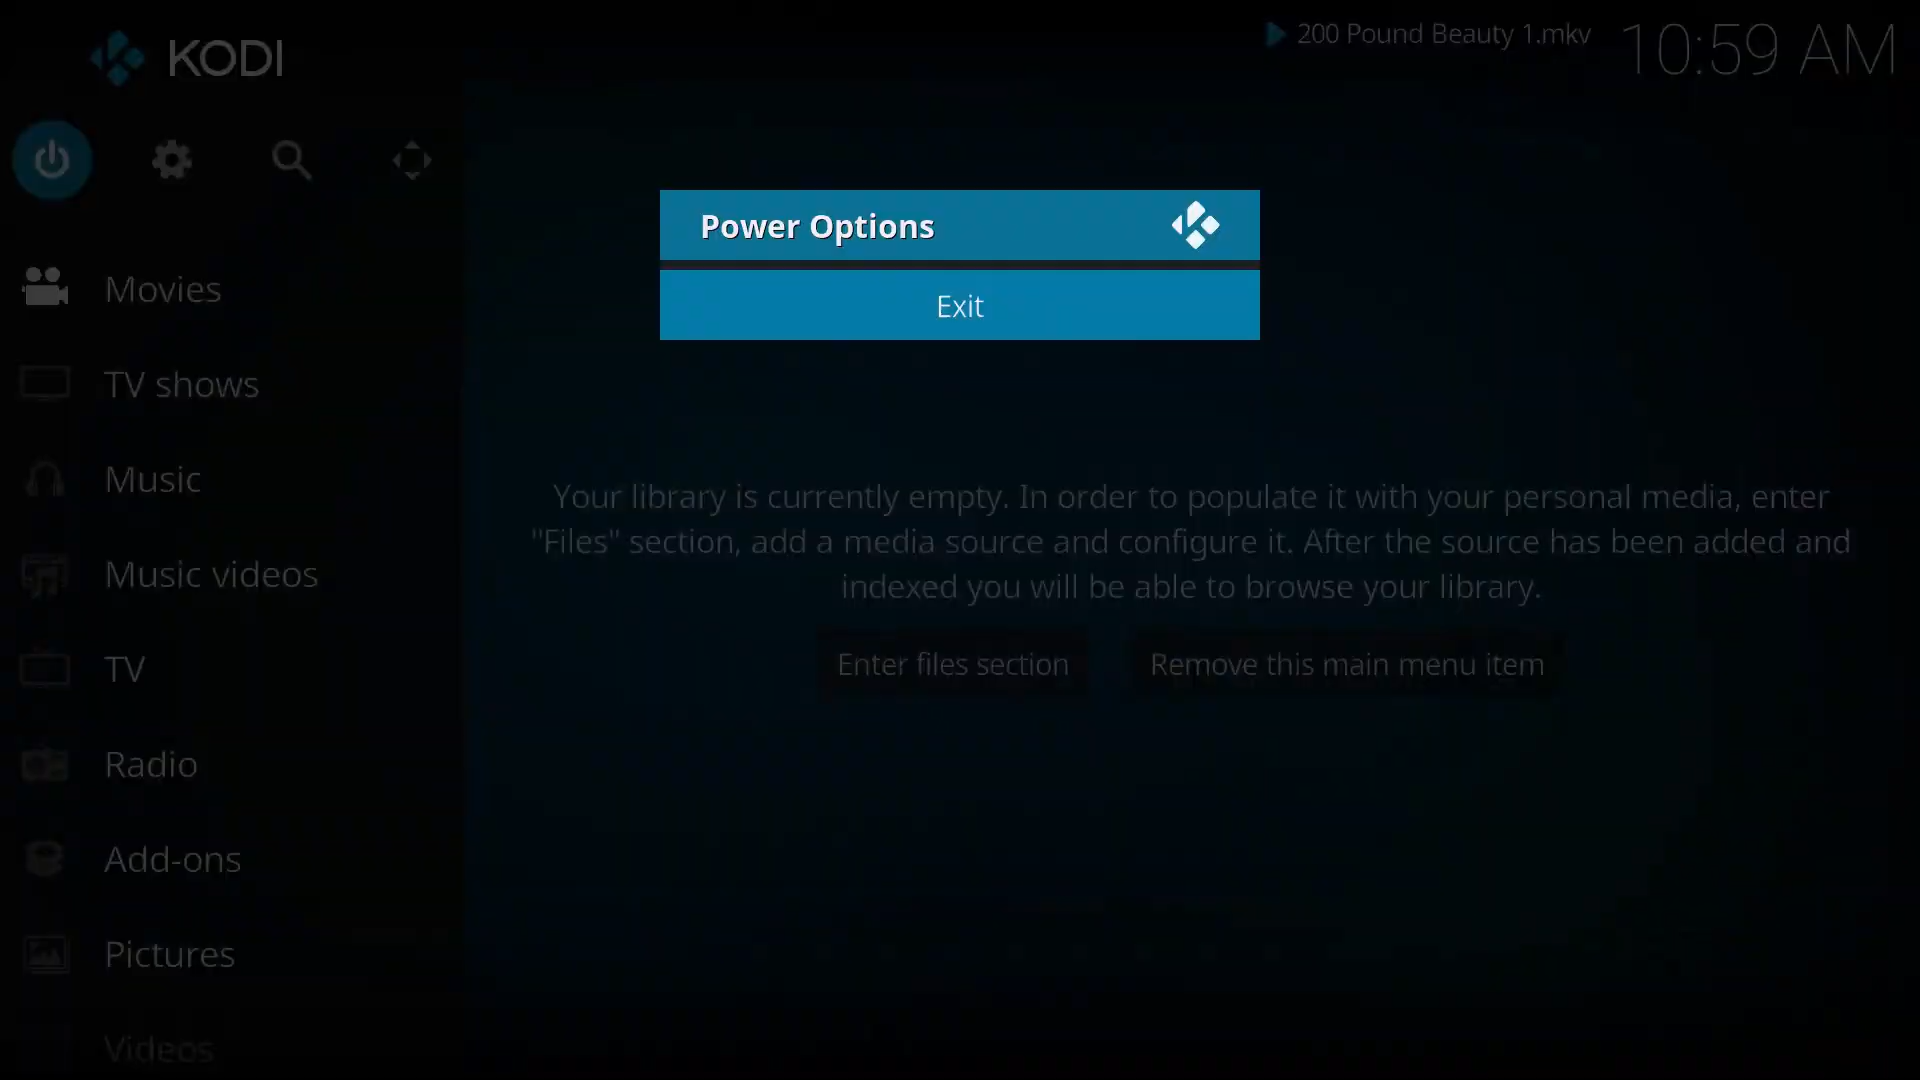 KODI
200 Pound Beauty 1.mkv
10:59 AM
Power Options
Exit
Movies
TV shows
Music
Music videos
TV
Radio
Add-ons
Pictures
Videos
Your library is currently empty. In order to populate it with your personal media, enter
"Files" section, add a media source and configure it. After the source has been added and
indexed you will be able to browse your library.
Enter files section
Remove this main menu item